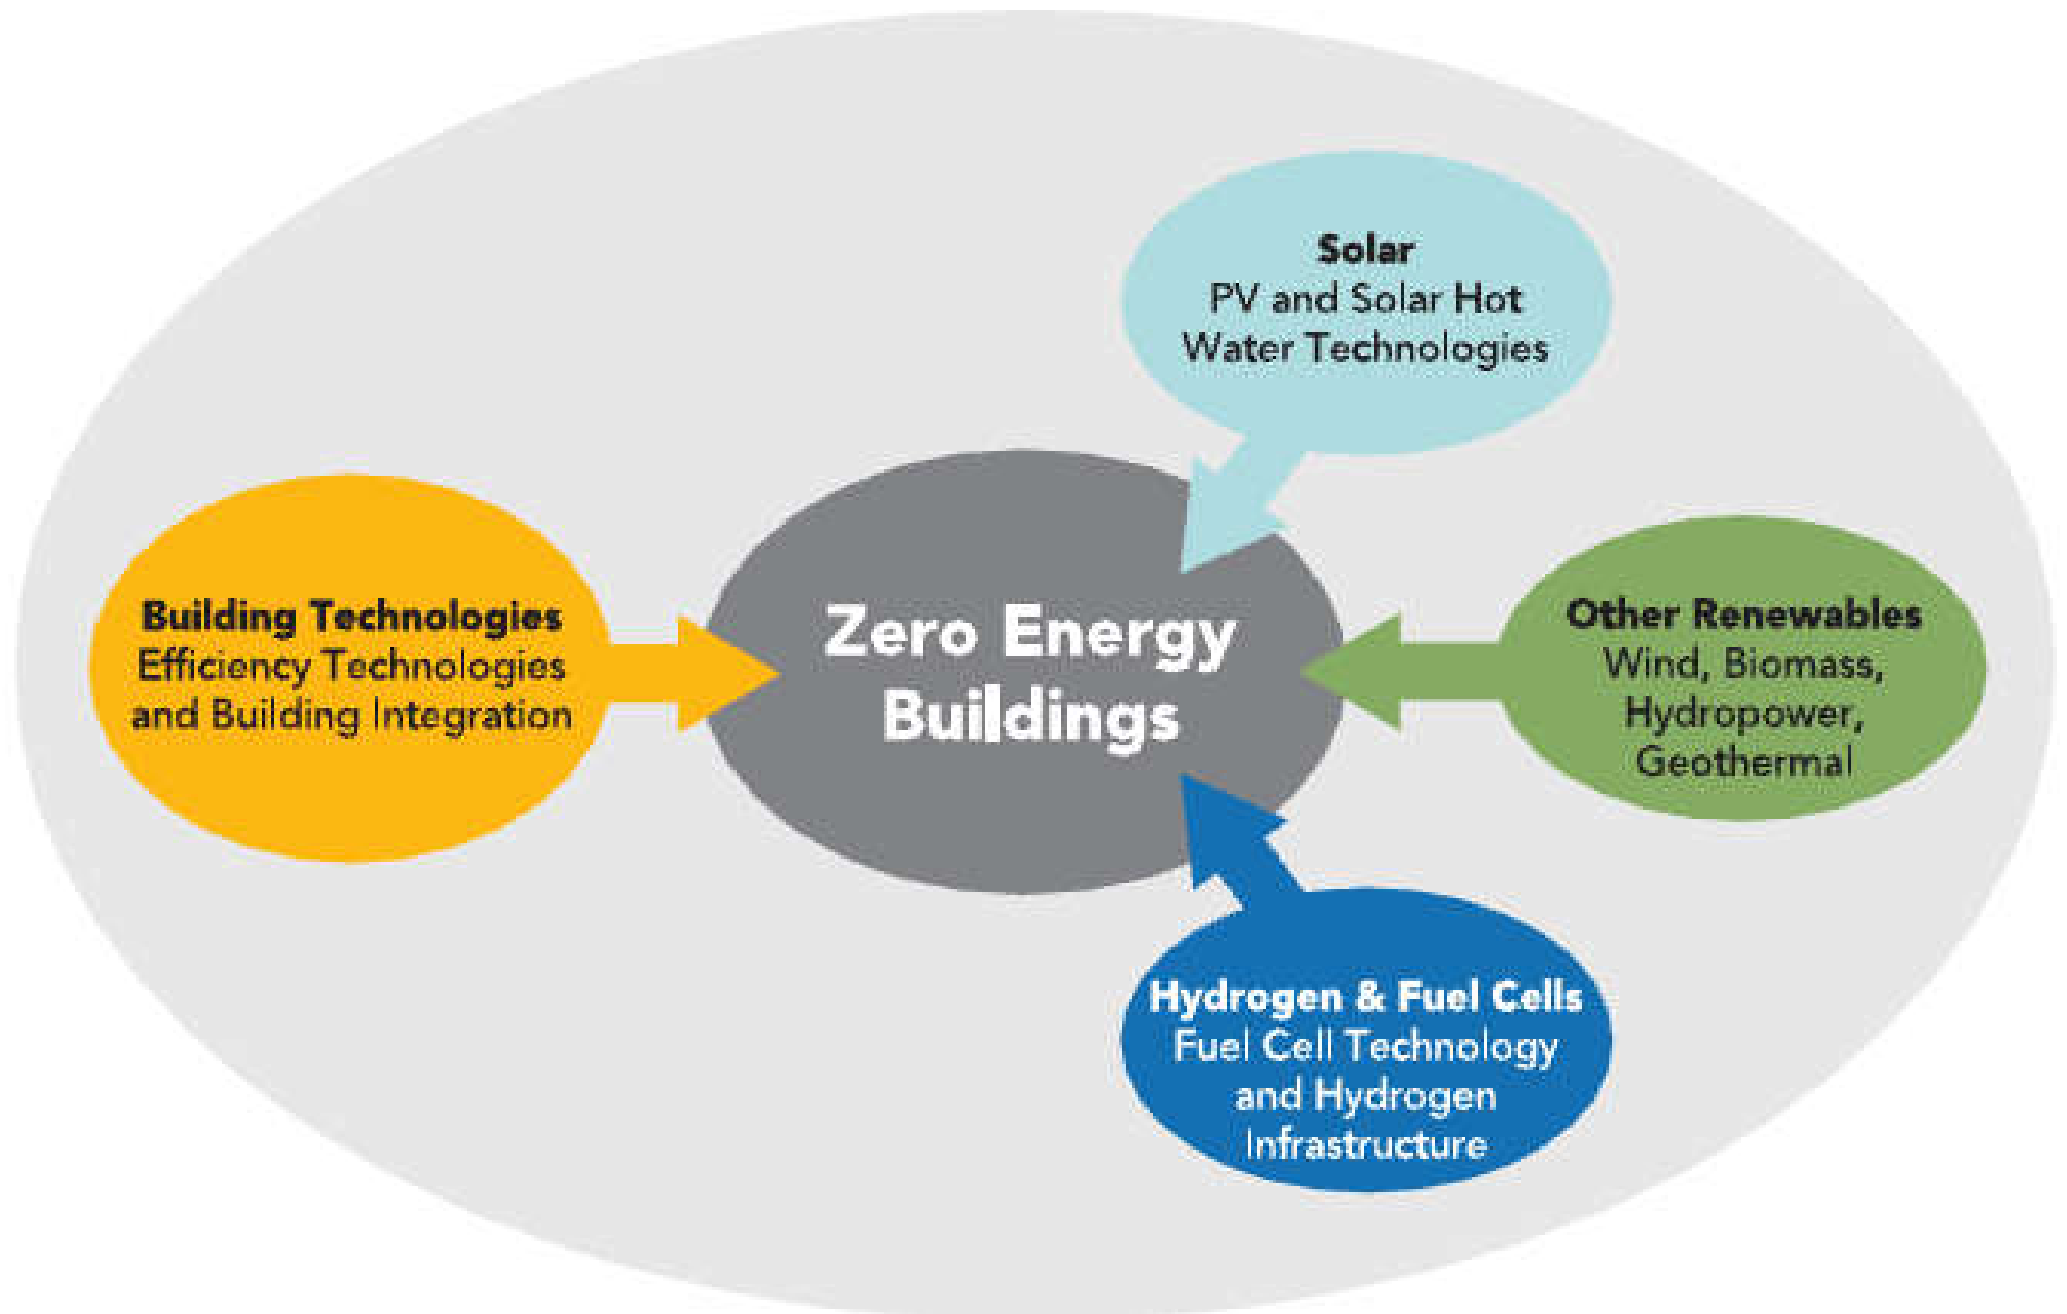 Solar
PV and Solar Hot
Water Technologies
Building Technologies
Efficiency Technologies
and Building Integration
Zero Energy
Buildings
Other Renewables
Wind, Biomass,
Hydropower,
Geothermal
Hydrogen & Fuel Cells
Fuel Cell Technology
and Hydrogen
Infrastructure